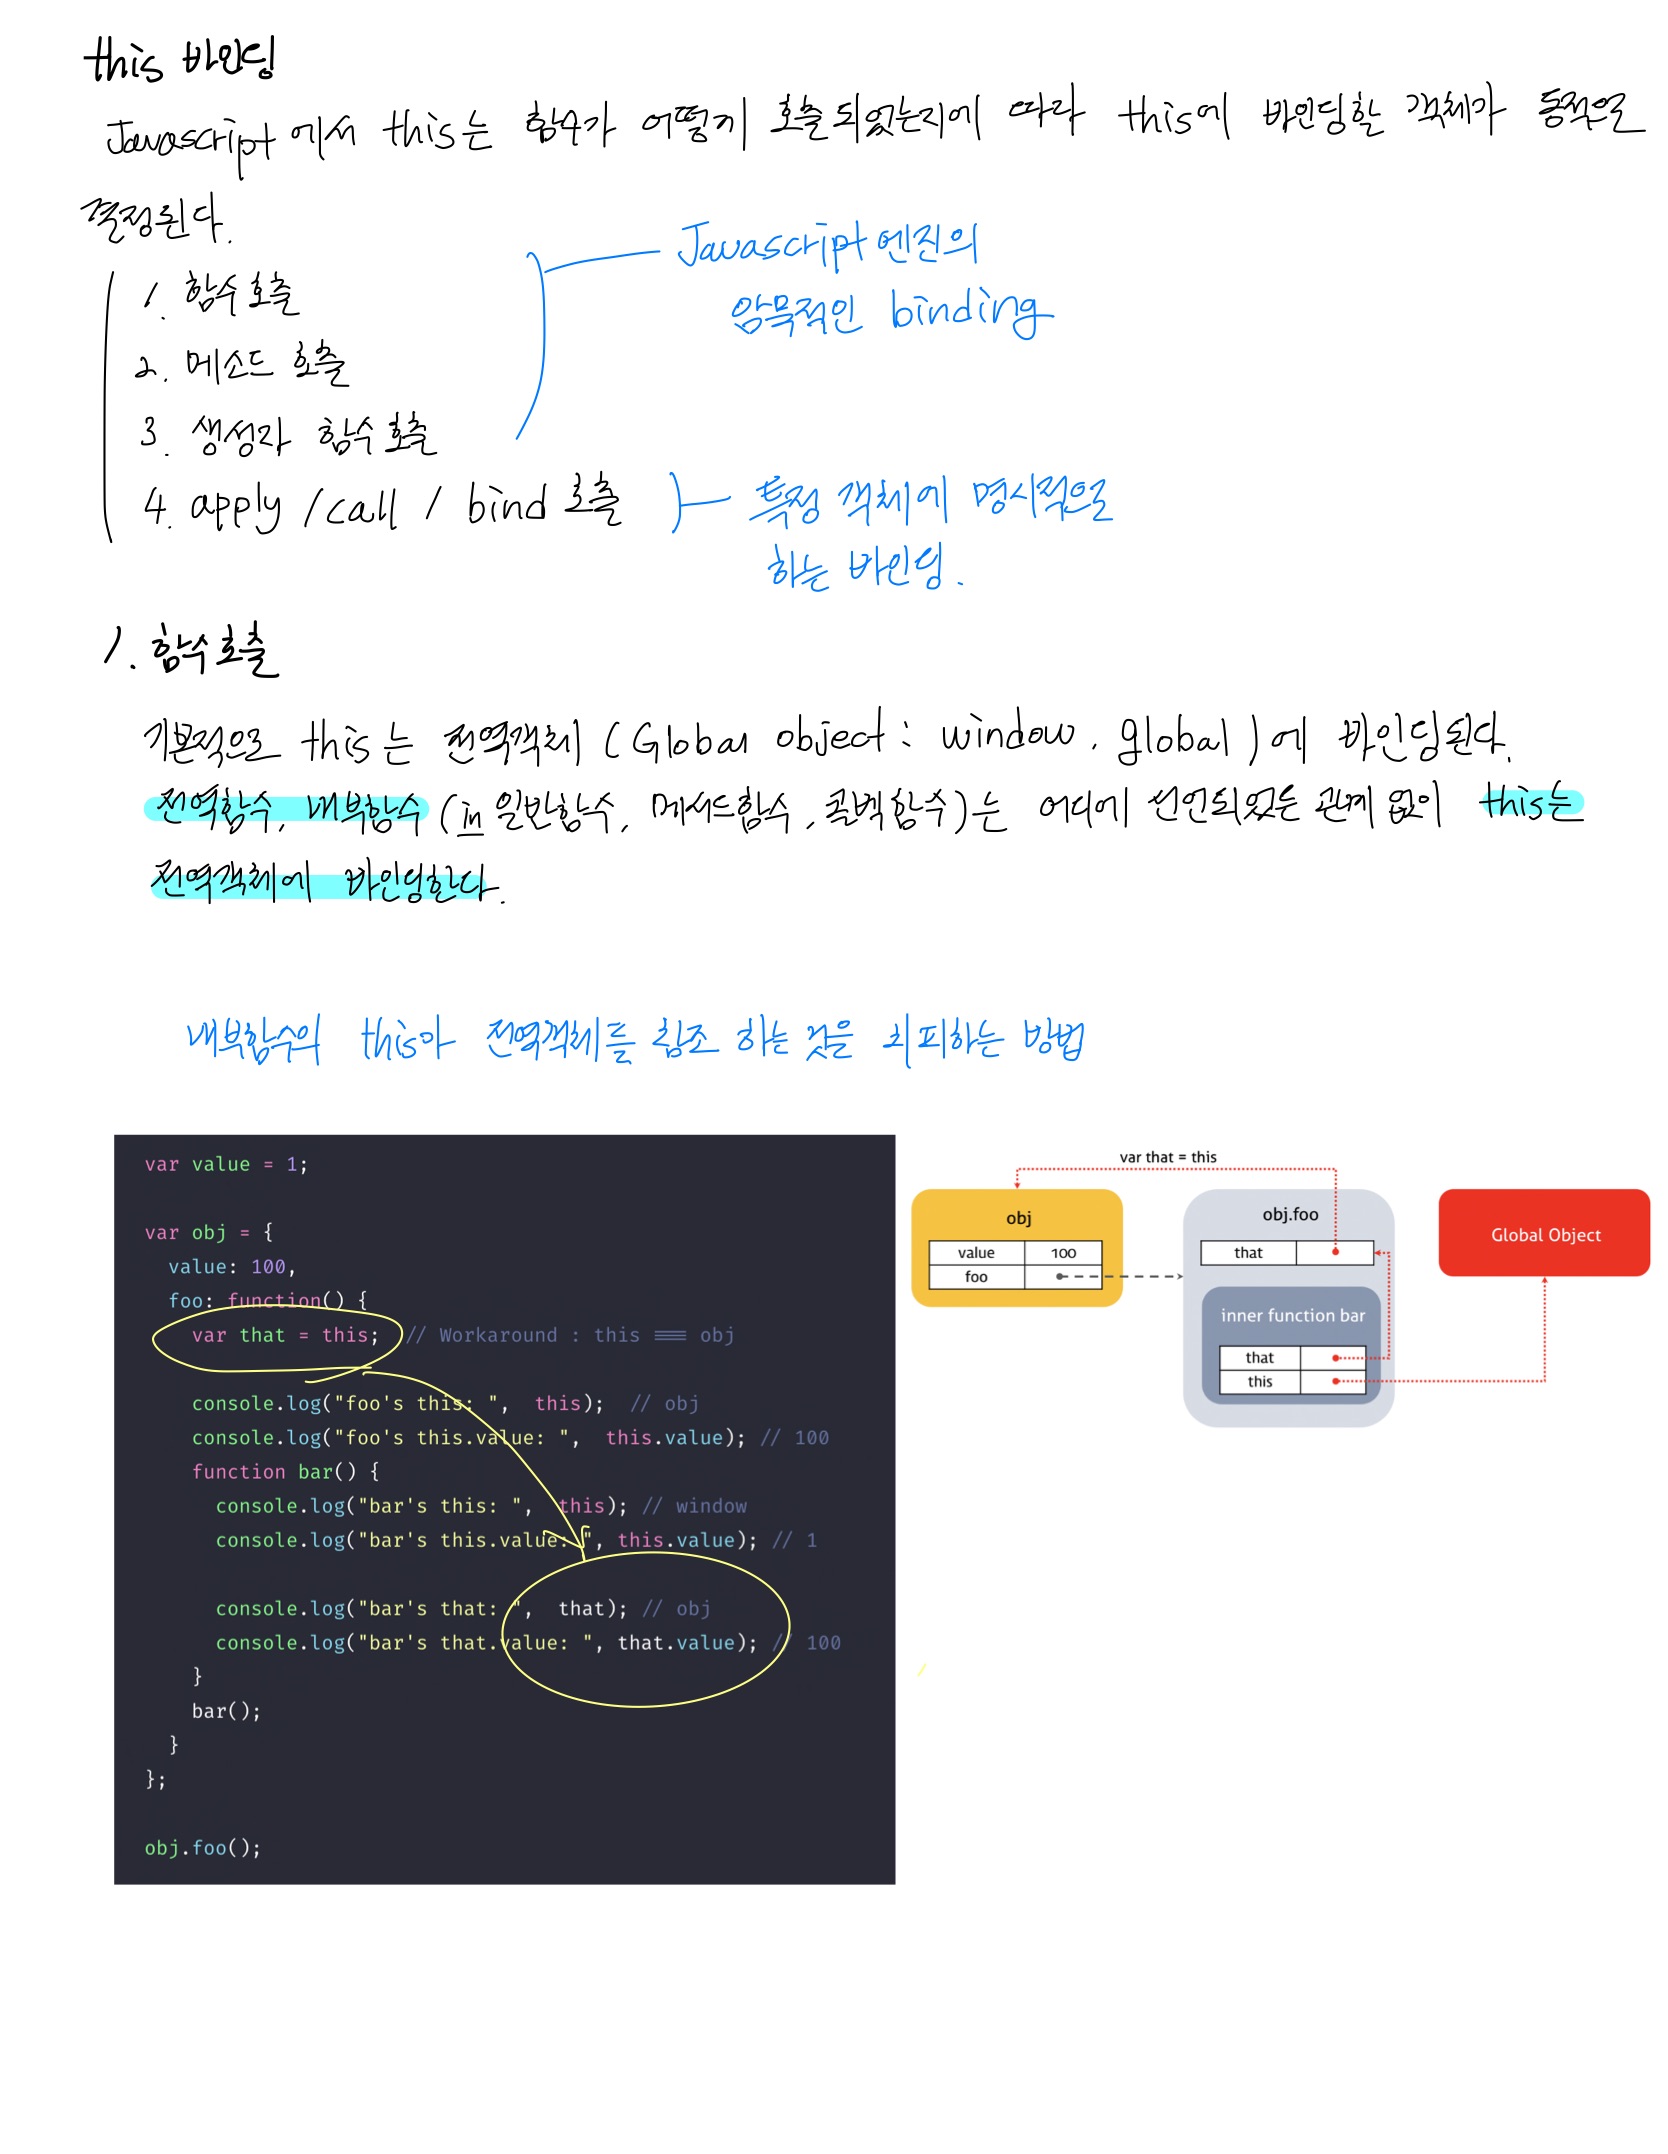 this 바인딩
Javascript 에서 this는 함수가 어떻게 호출되었는지에 따라 this에 바인딩할 객체가 동적으로
결정된다.
1. 함수 호출
2. 메소드 호출
3. 생성자 함수 호출
4. apply / call / bind 호출
Javascript 엔진의
암묵적인 binding
특정 객체에 명시적으로
하는 바인딩.
1. 함수 호출
기본적으로 this는 전역객체 (Global object : window, global)에 바인딩된다.
전역함수, 내부함수 (in 일반함수, 메서드함수, 콜백함수)는 어디에 선언되었든 관계 없이 this는
전역객체에 바인딩한다.
내부함수의 this가 전역객체를 참조 하는 것을 회피하는 방법
var value = 1;
var obj = {
value: 100,
foo: function() {
var that = this; // Workaround : this === obj
console.log("foo's this: ", this); // obj
console.log("foo's this.value: ", this.value); // 100
function bar() {
console.log("bar's this: ", this); // window
console.log("bar's this.value: ", this.value); // 1
console.log("bar's that: ", that); // obj
console.log("bar's that.value: ", that.value); // 100
}
bar();
}
};
obj.foo();
var that = this
obj
value 100
foo
obj.foo
that
inner function bar
that
this
Global Object